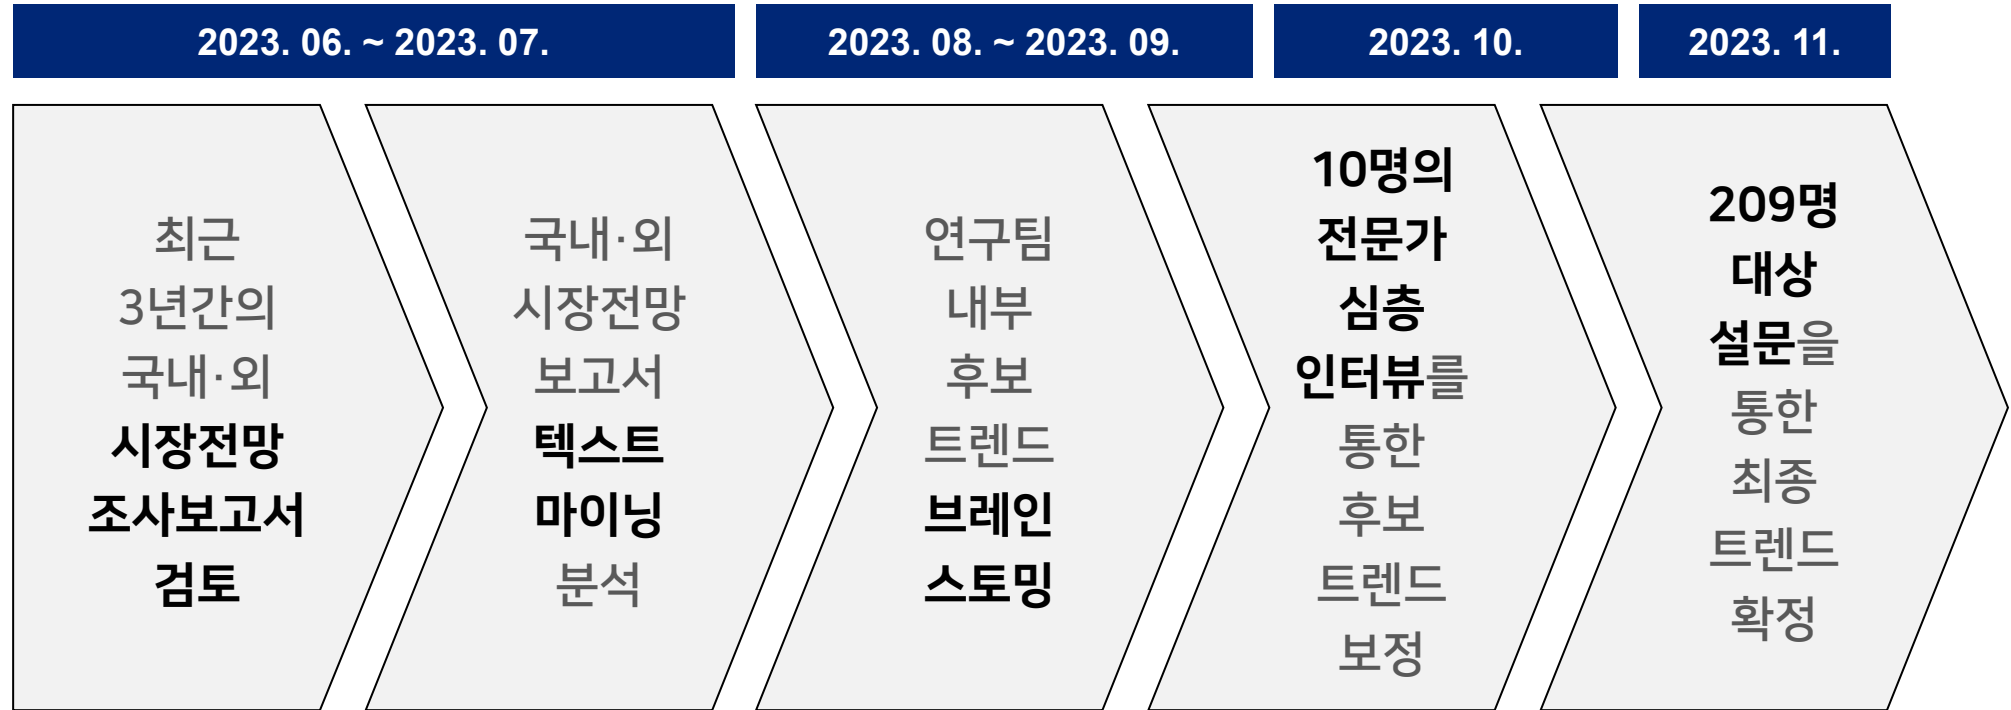 2023. 06. ~ 2023. 07.
2023. 08. ~ 2023. 09.
2023. 10.
2023. 11.
최근
3년간의
국내·외
시장전망
조사보고서
검토
국내·외
시장전망
보고서
텍스트
마이닝
분석
연구팀
내부
후보
트렌드
브레인
스토밍
10명의
전문가
심층
인터뷰를
통한
후보
트렌드
보정
209명
대상
설문을
통한
최종
트렌드
확정